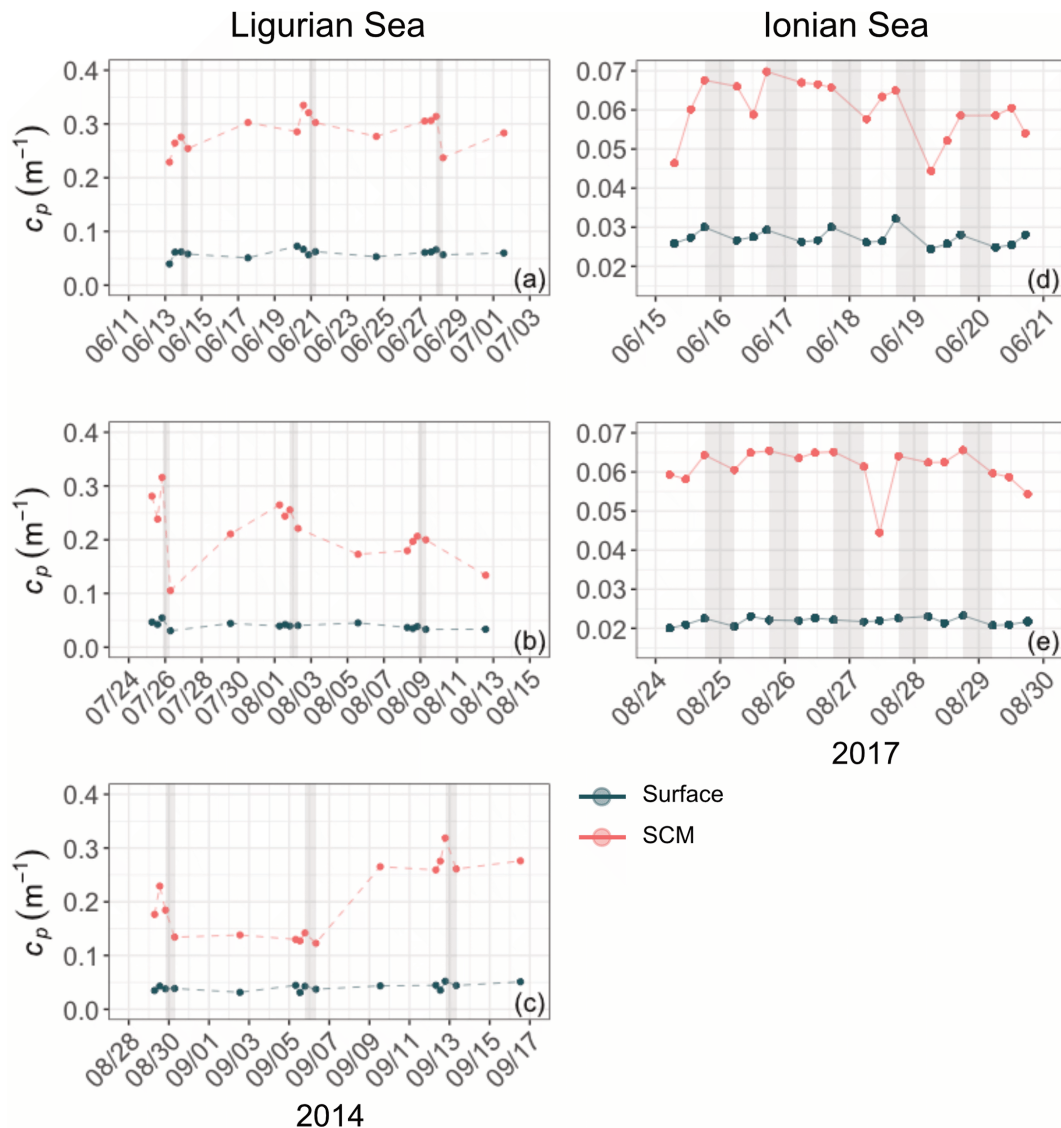 Ligurian Sea
Ionian Sea
c_p (m⁻¹)
0.4
0.3
0.2
0.1
0.0
(a)
06/11 06/13 06/15 06/17 06/19 06/21 06/23 06/25 06/27 06/29 07/01 07/03
0.07
0.06
0.05
0.04
0.03
0.02
(d)
06/15 06/16 06/17 06/18 06/19 06/20 06/21
c_p (m⁻¹)
0.4
0.3
0.2
0.1
0.0
(b)
07/24 07/26 07/28 07/30 08/01 08/03 08/05 08/07 08/09 08/11 08/13 08/15
0.07
0.06
0.05
0.04
0.03
0.02
(e)
08/24 08/25 08/26 08/27 08/28 08/29 08/30
2017
c_p (m⁻¹)
0.4
0.3
0.2
0.1
0.0
(c)
08/28 08/30 09/01 09/03 09/05 09/07 09/09 09/11 09/13 09/15 09/17
2014
Surface
SCM